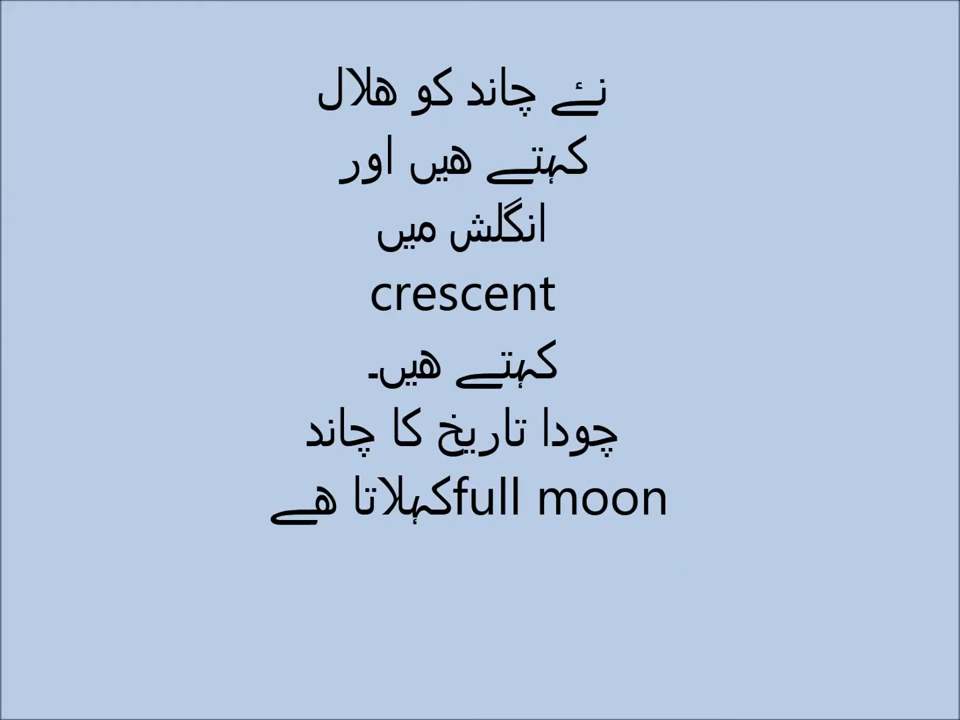 نئے چاند کو ھلال
کہتے ھیں اور
انگلش میں
crescent
کہتے ھیں۔
چودا تاریخ کا چاند
full moonکہلاتا ھے